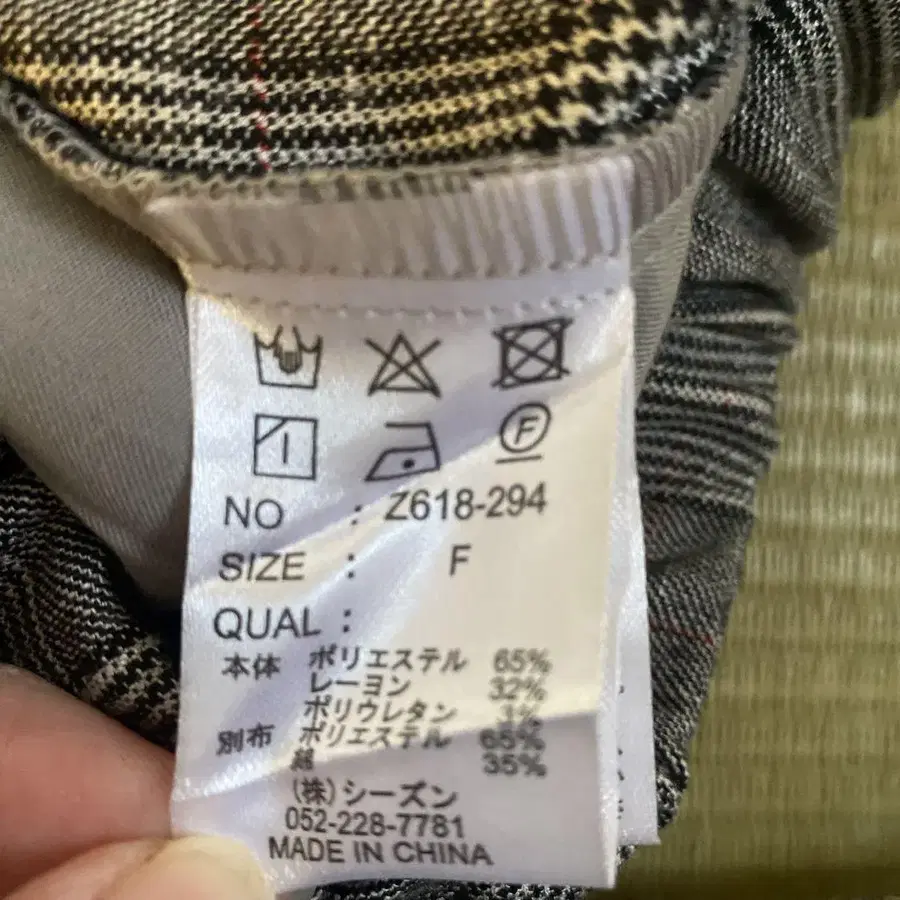 F
NO : Z618-294
SIZE : F
QUAL :
本体 ポリエステル 65%
レーヨン 32%
ポリウレタン 3%
別布 ポリエステル 65%
綿 35%
(株)シーズン
052-228-7781
MADE IN CHINA